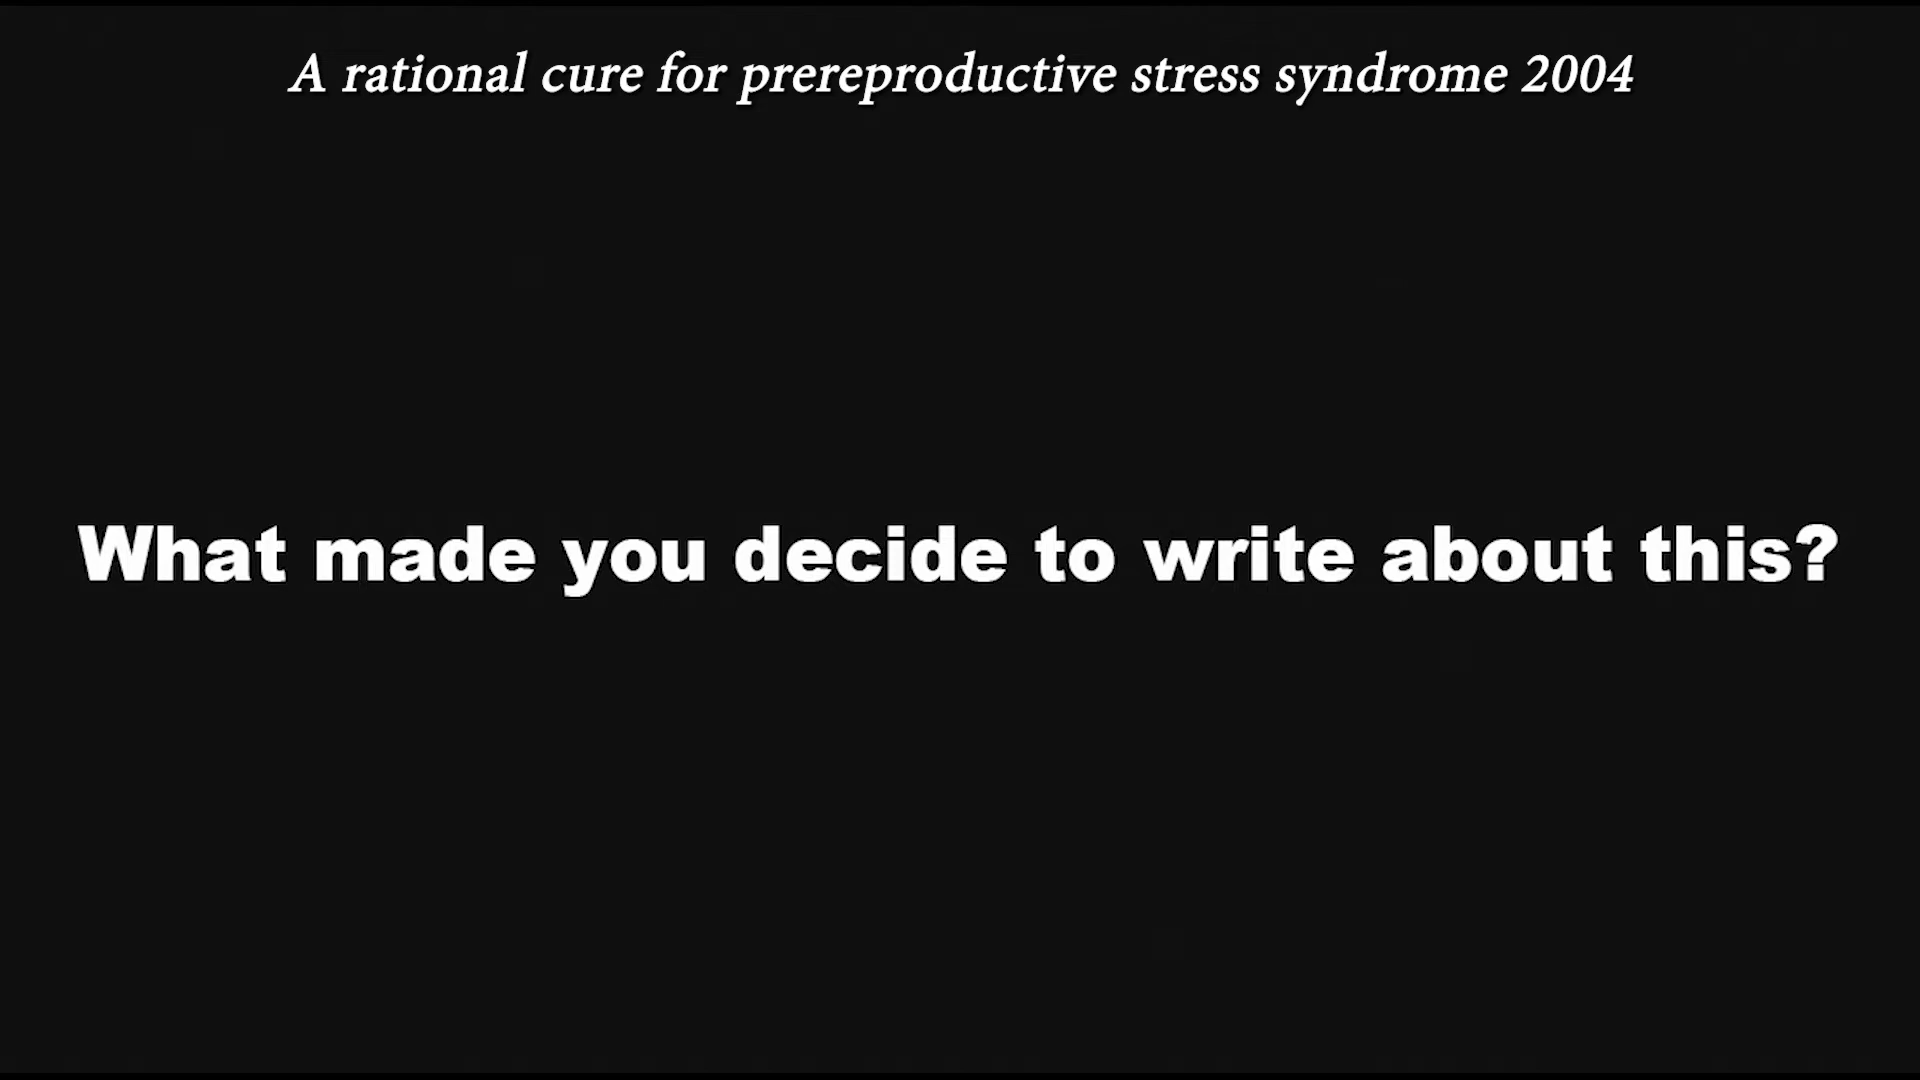 A rational cure for prereproductive stress syndrome 2004
What made you decide to write about this?